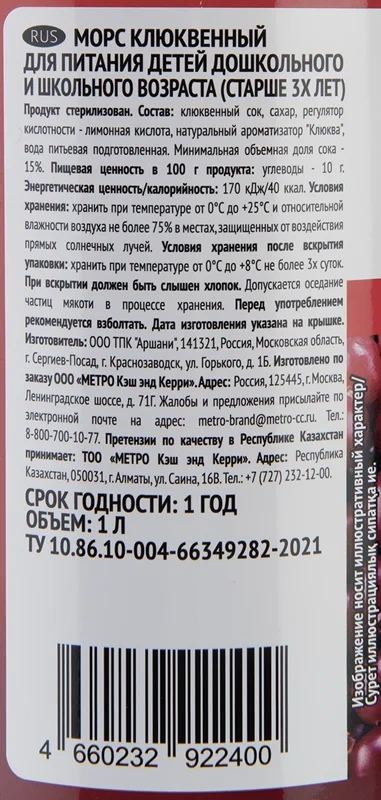 RUS МОРС КЛЮКВЕННЫЙ
ДЛЯ ПИТАНИЯ ДЕТЕЙ ДОШКОЛЬНОГО
И ШКОЛЬНОГО ВОЗРАСТА (СТАРШЕ 3Х ЛЕТ)
Продукт стерилизован. Состав: клюквенный сок, сахар, регулятор
кислотности - лимонная кислота, натуральный ароматизатор "Клюква",
вода питьевая подготовленная. Минимальная объемная доля сока -
15%. Пищевая ценность в 100 г продукта: углеводы - 10 г.
Энергетическая ценность/калорийность: 170 кДж/40 ккал. Условия
хранения: хранить при температуре от 0°С до +25°С и относительной
влажности воздуха не более 75% в местах, защищенных от воздействия
прямых солнечных лучей. Условия хранения после вскрытия
упаковки: хранить при температуре от 0°С до +8°С не более 3х суток.
При вскрытии должен быть слышен хлопок. Допускается оседание
частиц мякоти в процессе хранения. Перед употреблением
рекомендуется взболтать. Дата изготовления указана на крышке.
Изготовитель: ООО ТПК "Аршани", 141321, Россия, Московская область,
г. Сергиев-Посад, г. Краснозаводск, ул. Горького, д. 1Б. Изготовлено по
заказу ООО «МЕТРО Кэш энд Керри». Адрес: Россия, 125445, г. Москва,
Ленинградское шоссе, д. 71Г. Жалобы и предложения присылайте по
электронной почте на адрес: metro-brand@metro-cc.ru. Тел.:
8-800-700-10-77. Претензии по качеству в Республике Казахстан
принимает: ТОО «МЕТРО Кэш энд Керри». Адрес: Республика
Казахстан, 050031, г. Алматы, ул. Саина, 16В. Тел.: +7 (727) 232-12-00.
СРОК ГОДНОСТИ: 1 ГОД
ОБЪЕМ: 1 Л
ТУ 10.86.10-004-66349282-2021
4 660232 922400
Изображение носит иллюстративный характер/
Сурет иллюстрациялық сипатқа ие.